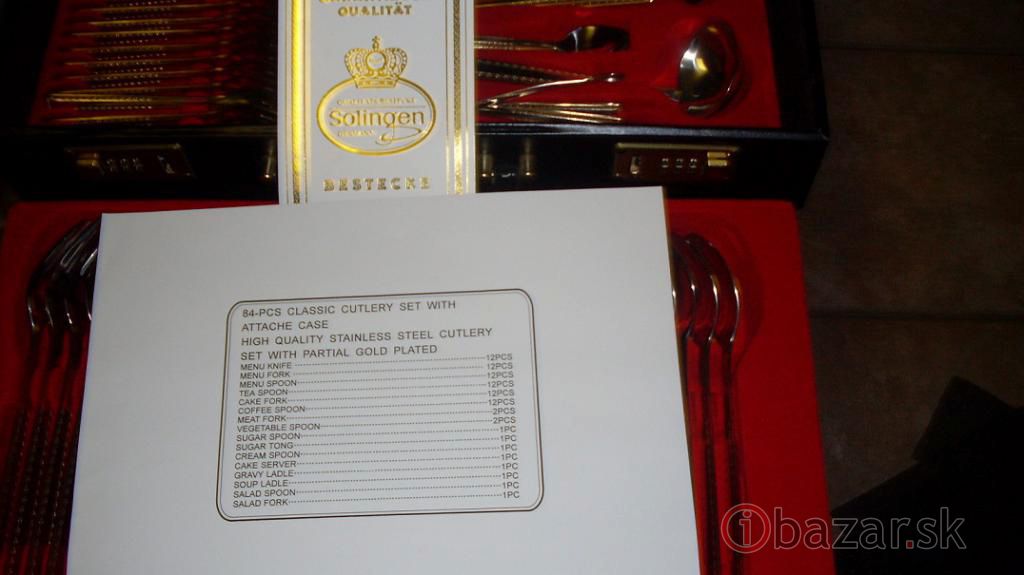 QUALITÄT
Solingen
BESTECKE
84-PCS CLASSIC CUTLERY SET WITH
ATTACHE CASE
HIGH QUALITY STAINLESS STEEL CUTLERY
SET WITH PARTIAL GOLD PLATED
MENU KNIFE 12PCS
MENU FORK 12PCS
MENU SPOON 12PCS
TEA SPOON 12PCS
CAKE FORK 12PCS
COFFEE SPOON 12PCS
MEAT FORK 2PCS
VEGETABLE SPOON 2PCS
SUGAR SPOON 1PC
SUGAR TONG 1PC
CREAM SPOON 1PC
CAKE SERVER 1PC
GRAVY LADLE 1PC
SOUP LADLE 1PC
SALAD SPOON 1PC
SALAD FORK 1PC
ibazar.sk